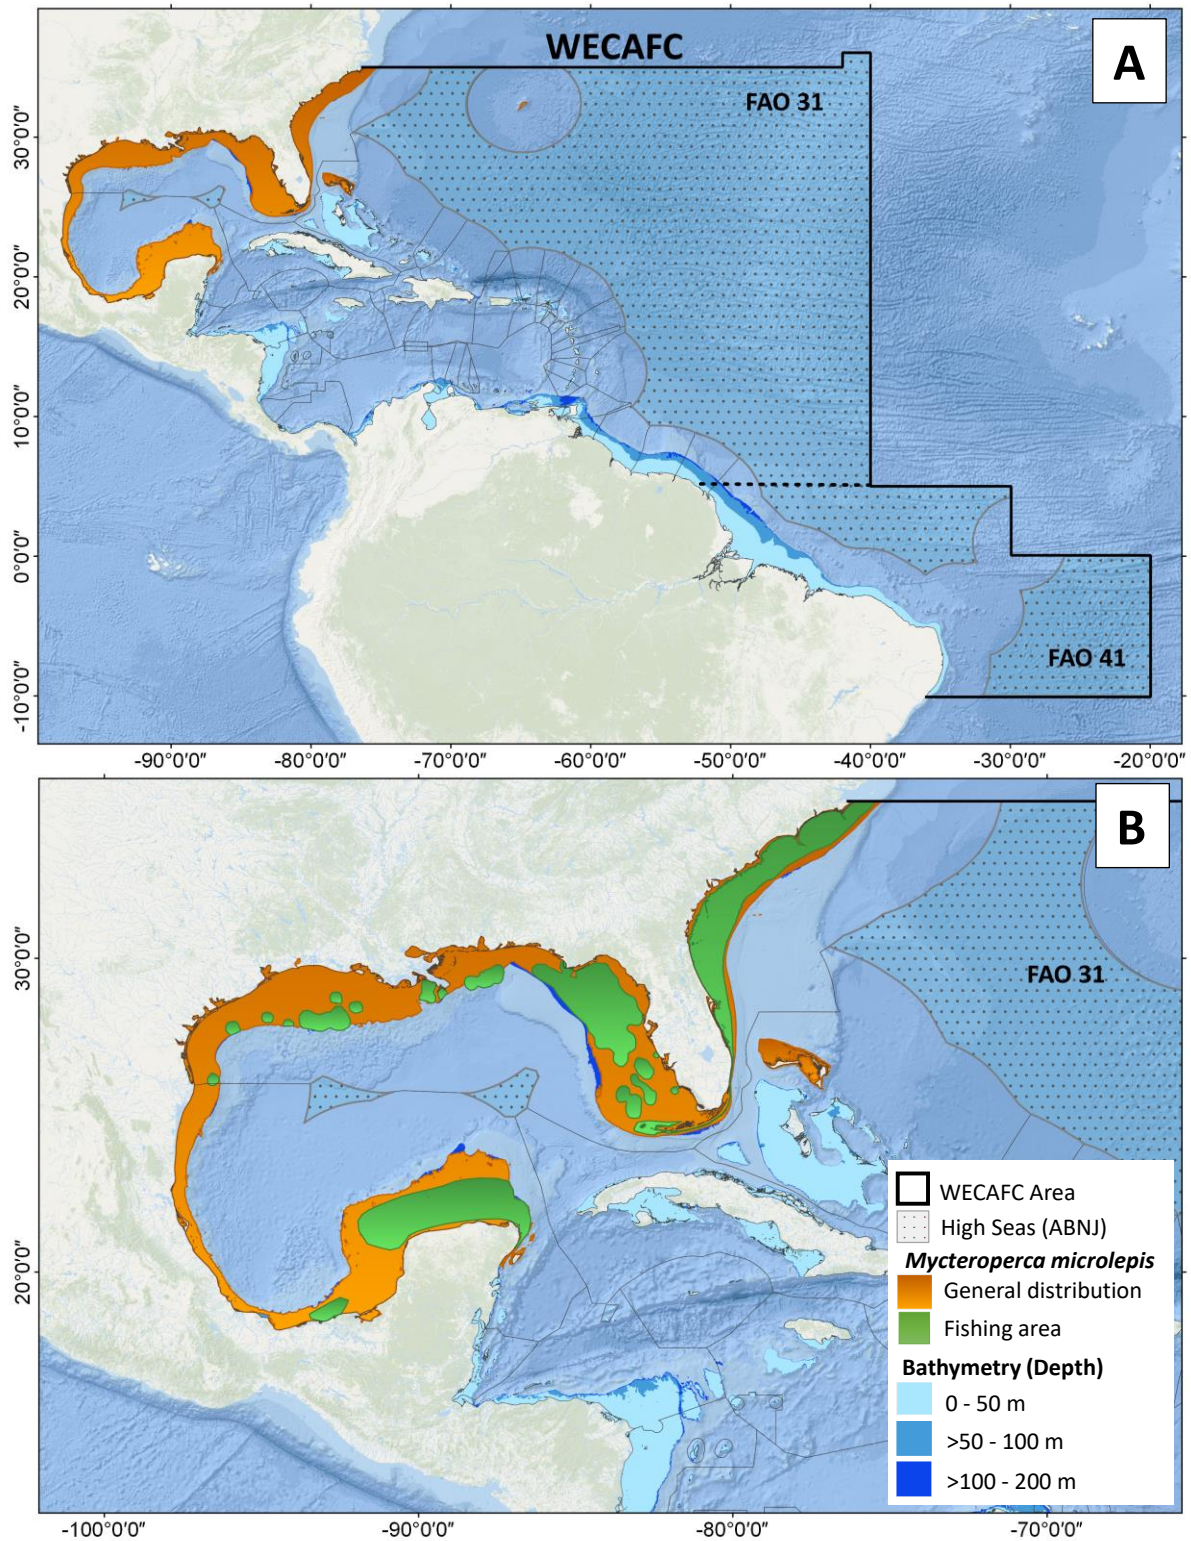 WECAFC
A
FAO 31
30°0'0"
20°0'0"
10°0'0"
0°0'0"
-10°0'0"
FAO 41
-90°0'0"
-80°0'0"
-70°0'0"
-60°0'0"
-50°0'0"
-40°0'0"
-30°0'0"
-20°0'0"
B
30°0'0"
FAO 31
20°0'0"
WECAFC Area
High Seas (ABNJ)
Mycteroperca microlepis
General distribution
Fishing area
Bathymetry (Depth)
0 - 50 m
>50 - 100 m
>100 - 200 m
-100°0'0"
-90°0'0"
-80°0'0"
-70°0'0"